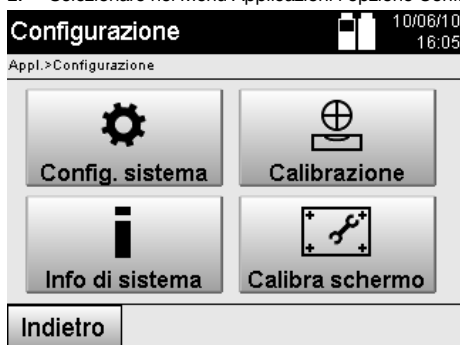 Configurazione
10/06/10
16:05
Appl.>Configurazione
Config. sistema
Calibrazione
Info di sistema
Calibra schermo
Indietro